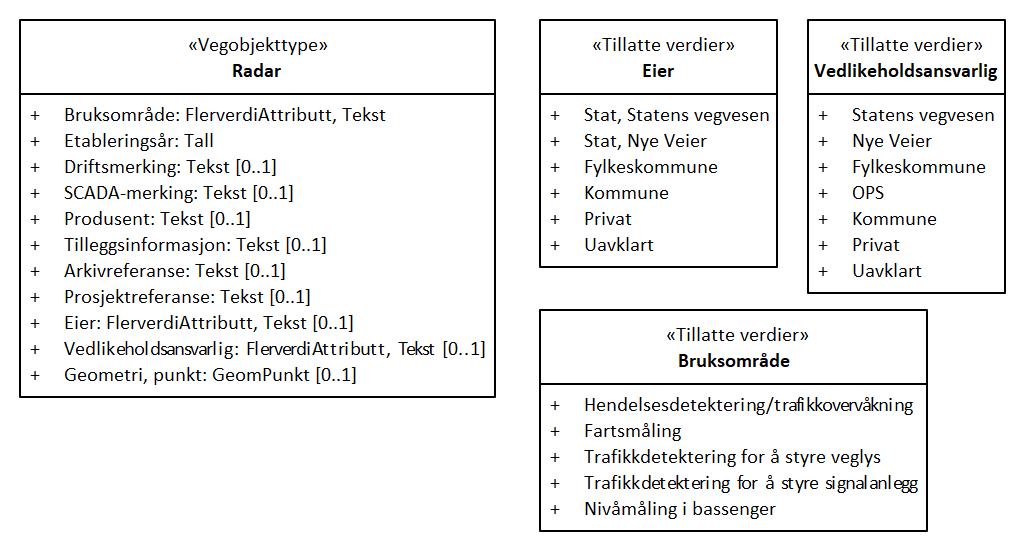 «Vegobjekttype»
Radar
+ Bruksområde: FlerverdiAttributt, Tekst
+ Etableringsår: Tall
+ Driftsmerking: Tekst [0..1]
+ SCADA-merking: Tekst [0..1]
+ Produsent: Tekst [0..1]
+ Tilleggsinformasjon: Tekst [0..1]
+ Arkivreferanse: Tekst [0..1]
+ Prosjektreferanse: Tekst [0..1]
+ Eier: FlerverdiAttributt, Tekst [0..1]
+ Vedlikeholdsansvarlig: FlerverdiAttributt, Tekst [0..1]
+ Geometri, punkt: GeomPunkt [0..1]
«Tillatte verdier»
Eier
+ Stat, Statens vegvesen
+ Stat, Nye Veier
+ Fylkeskommune
+ Kommune
+ Privat
+ Uavklart
«Tillatte verdier»
Vedlikeholdsansvarlig
+ Statens vegvesen
+ Nye Veier
+ Fylkeskommune
+ OPS
+ Kommune
+ Privat
+ Uavklart
«Tillatte verdier»
Bruksområde
+ Hendelsesdetektering/trafikkovervåkning
+ Fartsmåling
+ Trafikkdetektering for å styre veglys
+ Trafikkdetektering for å styre signalanlegg
+ Nivåmåling i bassenger